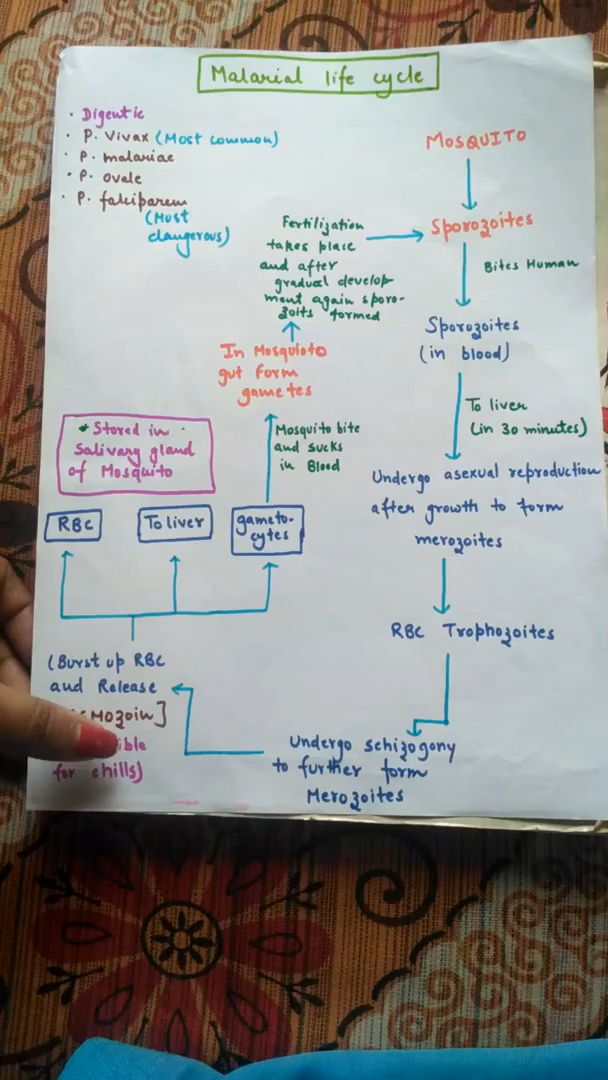 Malarial life cycle
• Digentic
• P. Vivax (Most common)
• P. malariae
• P. ovale
• P. falciparem
(Most
dangerous)
MOSQUITO
Sporozoites
Bites Human
Sporozoites
(in blood)
To liver
(in 30 minutes)
Undergo asexual reproduction
after growth to form
merozoites
RBC Trophozoites
Undergo schizogony
to further form
Merozoites
(Burst up RBC
and Release
for chills)
RBC
To liver
gameto-
cytes
Mosquito bite
and sucks
in Blood
* Stored in
Salivary gland
of Mosquito
In Mosquioto
gut form
gametes
Fertilization
takes place
and after
gradual develop
ment again sporo-
zoits formed